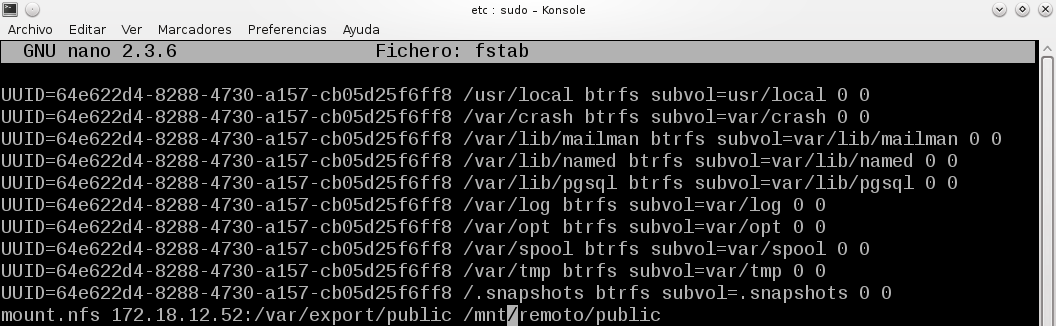 etc : sudo – Konsole
Archivo Editar Ver Marcadores Preferencias Ayuda
GNU nano 2.3.6 Fichero: fstab
UUID=64e622d4-8288-4730-a157-cb05d25f6ff8 /usr/local btrfs subvol=usr/local 0 0
UUID=64e622d4-8288-4730-a157-cb05d25f6ff8 /var/crash btrfs subvol=var/crash 0 0
UUID=64e622d4-8288-4730-a157-cb05d25f6ff8 /var/lib/mailman btrfs subvol=var/lib/mailman 0 0
UUID=64e622d4-8288-4730-a157-cb05d25f6ff8 /var/lib/named btrfs subvol=var/lib/named 0 0
UUID=64e622d4-8288-4730-a157-cb05d25f6ff8 /var/lib/pgsql btrfs subvol=var/lib/pgsql 0 0
UUID=64e622d4-8288-4730-a157-cb05d25f6ff8 /var/log btrfs subvol=var/log 0 0
UUID=64e622d4-8288-4730-a157-cb05d25f6ff8 /var/opt btrfs subvol=var/opt 0 0
UUID=64e622d4-8288-4730-a157-cb05d25f6ff8 /var/spool btrfs subvol=var/spool 0 0
UUID=64e622d4-8288-4730-a157-cb05d25f6ff8 /var/tmp btrfs subvol=var/tmp 0 0
UUID=64e622d4-8288-4730-a157-cb05d25f6ff8 /.snapshots btrfs subvol=.snapshots 0 0
mount.nfs 172.18.12.52:/var/export/public /mnt/remoto/public